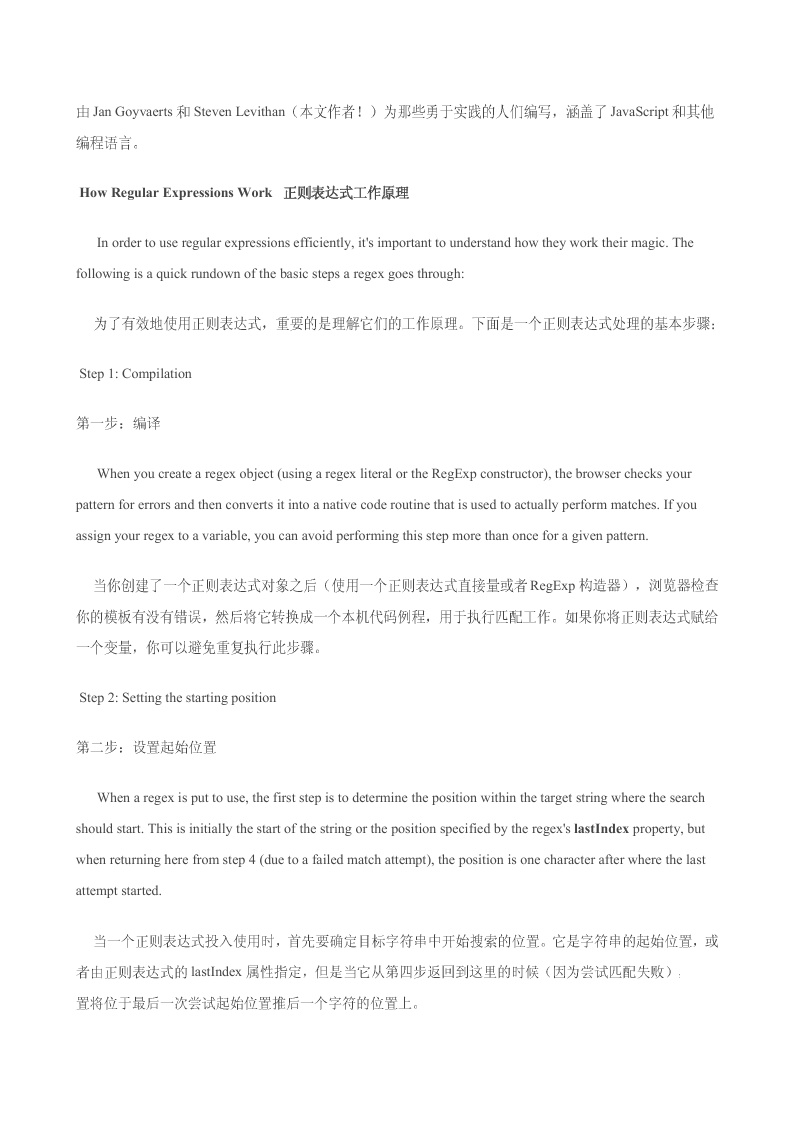 由 Jan Goyvaerts 和 Steven Levithan（本文作者！）为那些勇于实践的人们编写，涵盖了 JavaScript 和其他
编程语言。
How Regular Expressions Work 正则表达式工作原理
In order to use regular expressions efficiently, it's important to understand how they work their magic. The
following is a quick rundown of the basic steps a regex goes through:
为了有效地使用正则表达式，重要的是理解它们的工作原理。下面是一个正则表达式处理的基本步骤：
Step 1: Compilation
第一步：编译
When you create a regex object (using a regex literal or the RegExp constructor), the browser checks your
pattern for errors and then converts it into a native code routine that is used to actually perform matches. If you
assign your regex to a variable, you can avoid performing this step more than once for a given pattern.
当你创建了一个正则表达式对象之后（使用一个正则表达式直接量或者 RegExp 构造器），浏览器检查
你的模板有没有错误，然后将它转换成一个本机代码例程，用于执行匹配工作。如果你将正则表达式赋给
一个变量，你可以避免重复执行此步骤。
Step 2: Setting the starting position
第二步：设置起始位置
When a regex is put to use, the first step is to determine the position within the target string where the search
should start. This is initially the start of the string or the position specified by the regex's lastIndex property, but
when returning here from step 4 (due to a failed match attempt), the position is one character after where the last
attempt started.
当一个正则表达式投入使用时，首先要确定目标字符串中开始搜索的位置。它是字符串的起始位置，或
者由正则表达式的 lastIndex 属性指定，但是当它从第四步返回到这里的时候（因为尝试匹配失败）
置将位于最后一次尝试起始位置推后一个字符的位置上。